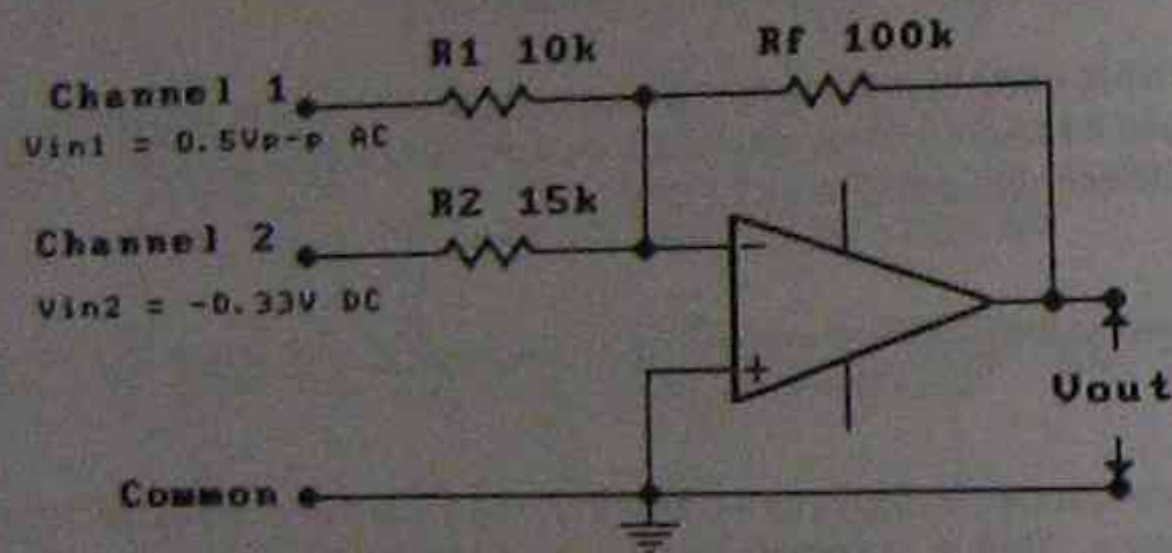 R1 10k
Rf 100k
Channel 1
Vin1 = 0.5Vp-p AC
R2 15k
Channel 2
Vin2 = -0.33V DC
-
+
Vout
Common